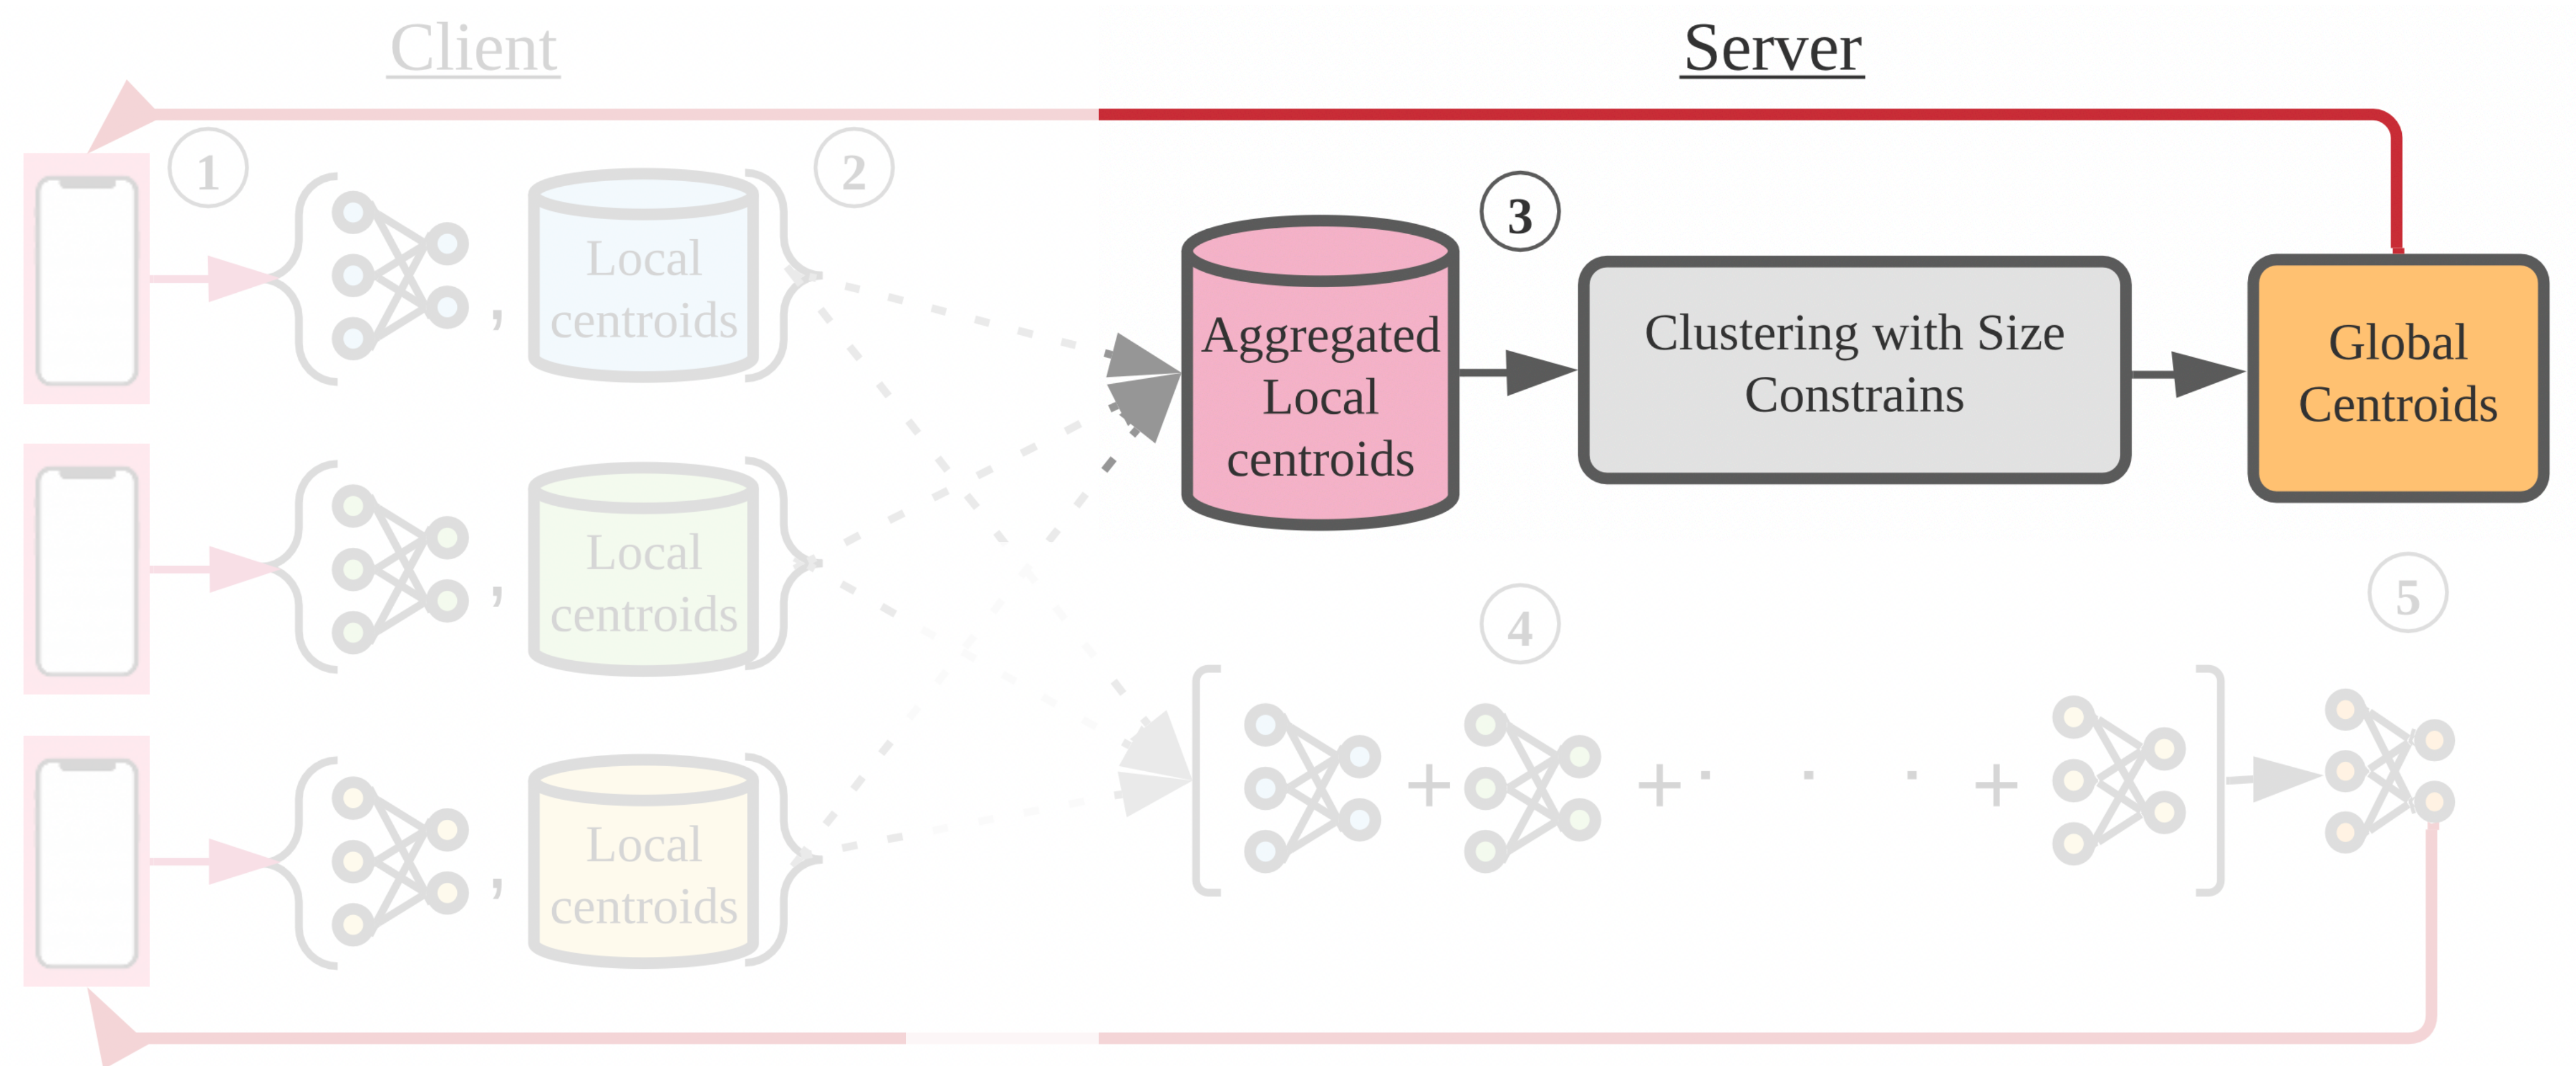 Client
Server
1
2
3
Local
centroids
,
Aggregated
Local
centroids
Clustering with Size
Constrains
Global
Centroids
Local
centroids
,
4
5
+
+
+
Local
centroids
,